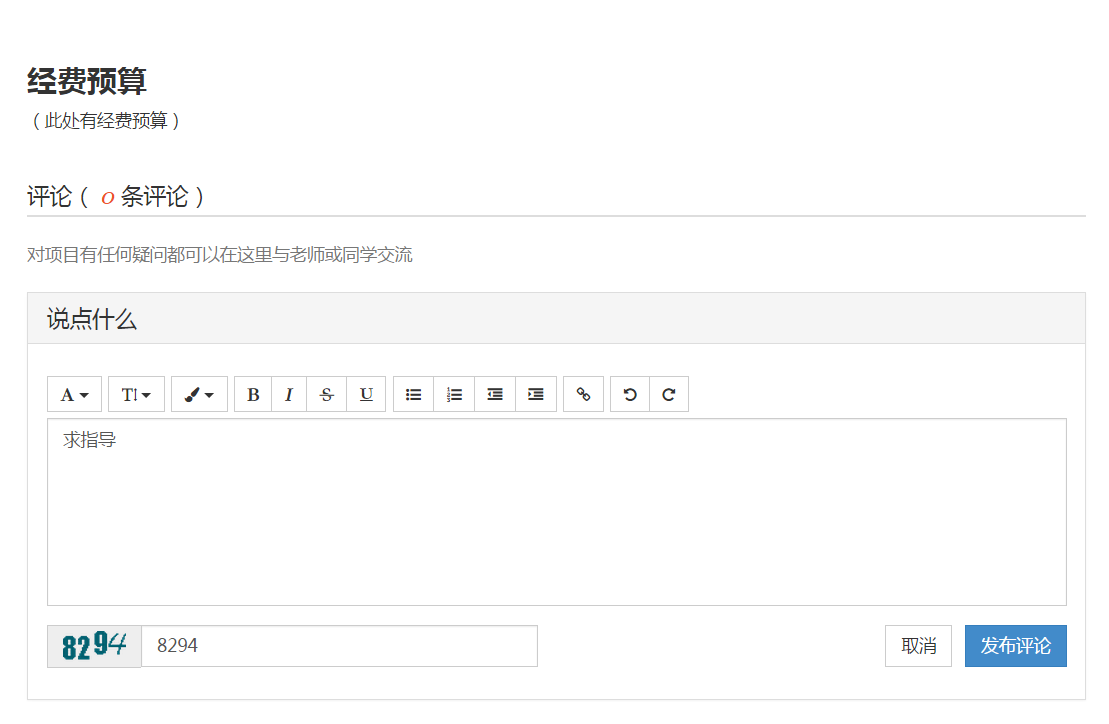 经费预算
（此处有经费预算）
评论（ 0 条评论）
对项目有任何疑问都可以在这里与老师或同学交流
说点什么
A T B I S U
求指导
8294 8294 取消 发布评论